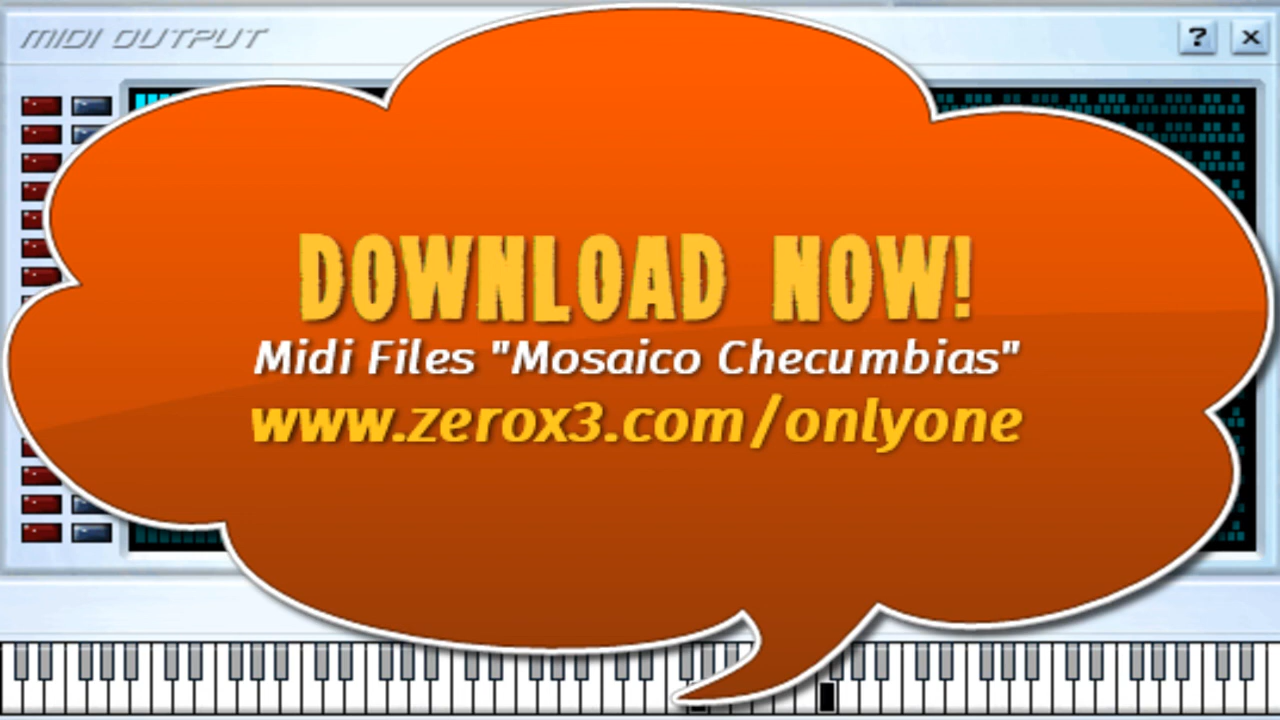 MIDI OUTPUT
? ×
DOWNLOAD NOW!
Midi Files "Mosaico Checumbias"
www.zerox3.com/onlyone